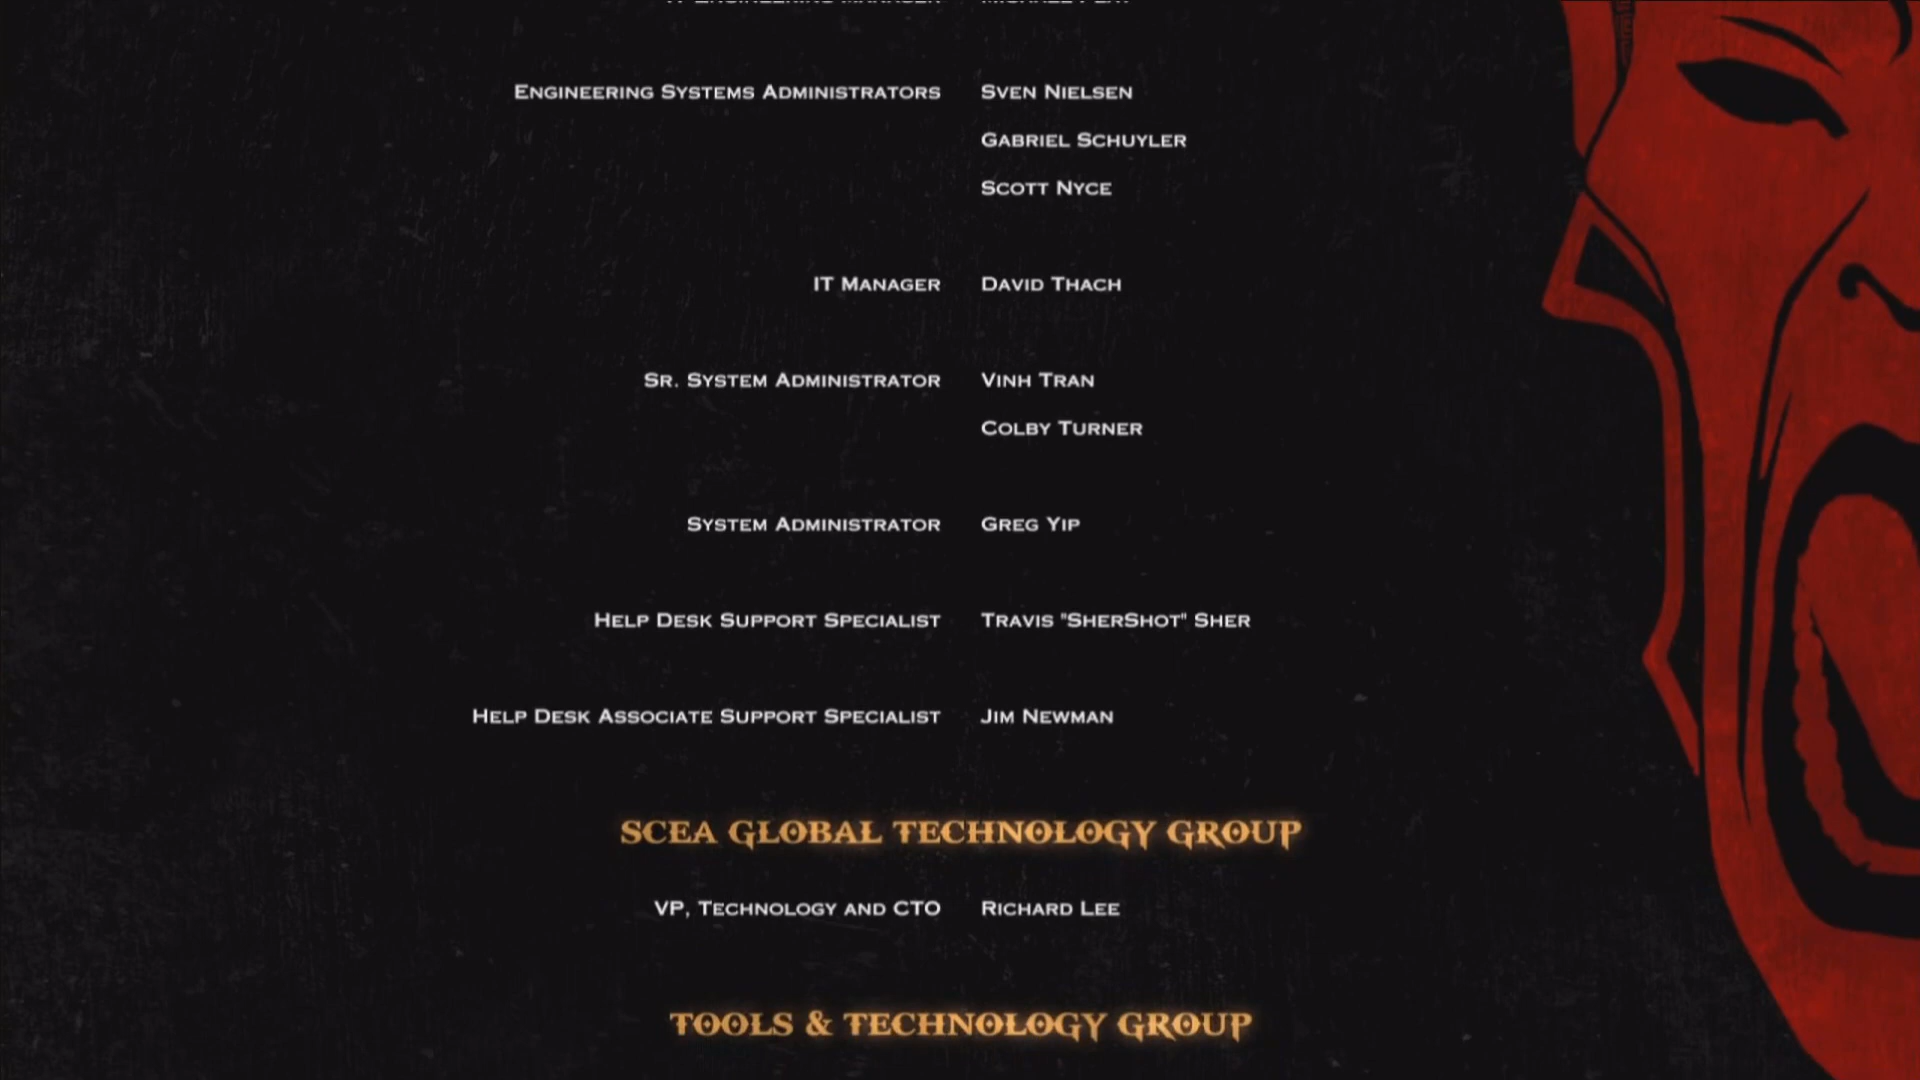 Engineering Systems Administrators Sven Nielsen
Gabriel Schuyler
Scott Nyce
IT Manager David Thach
Sr. System Administrator Vinh Tran
Colby Turner
System Administrator Greg Yip
Help Desk Support Specialist Travis "SherShot" Sher
Help Desk Associate Support Specialist Jim Newman
SCEA GLOBAL TECHNOLOGY GROUP
VP, Technology and CTO Richard Lee
TOOLS & TECHNOLOGY GROUP